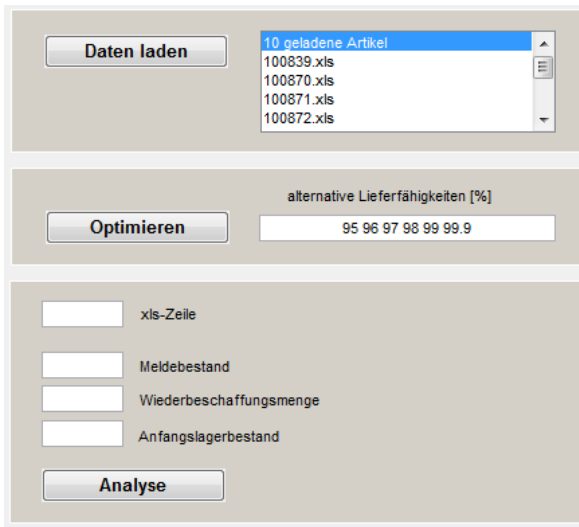 Daten laden
10 geladene Artikel
100839.xls
100870.xls
100871.xls
100872.xls
alternative Lieferfähigkeiten [%]
Optimieren
95 96 97 98 99 99.9
xls-Zeile
Meldebestand
Wiederbeschaffungsmenge
Anfangslagerbestand
Analyse